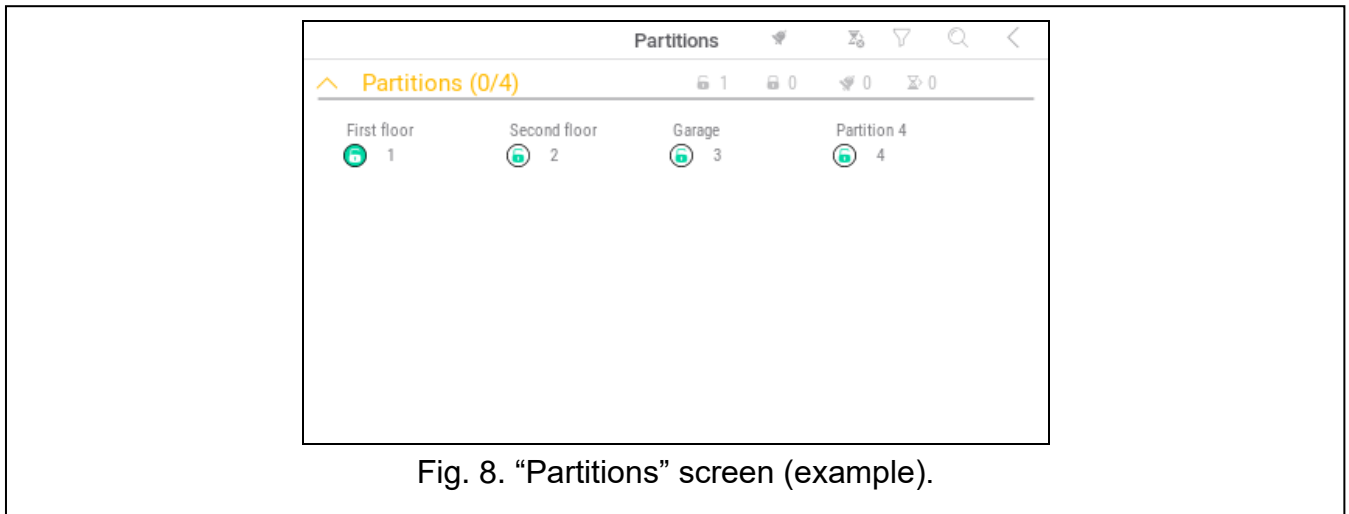 Partitions
Partitions (0/4) 1 0 0 0
First floor Second floor Garage Partition 4
1 2 3 4
Fig. 8. “Partitions” screen (example).